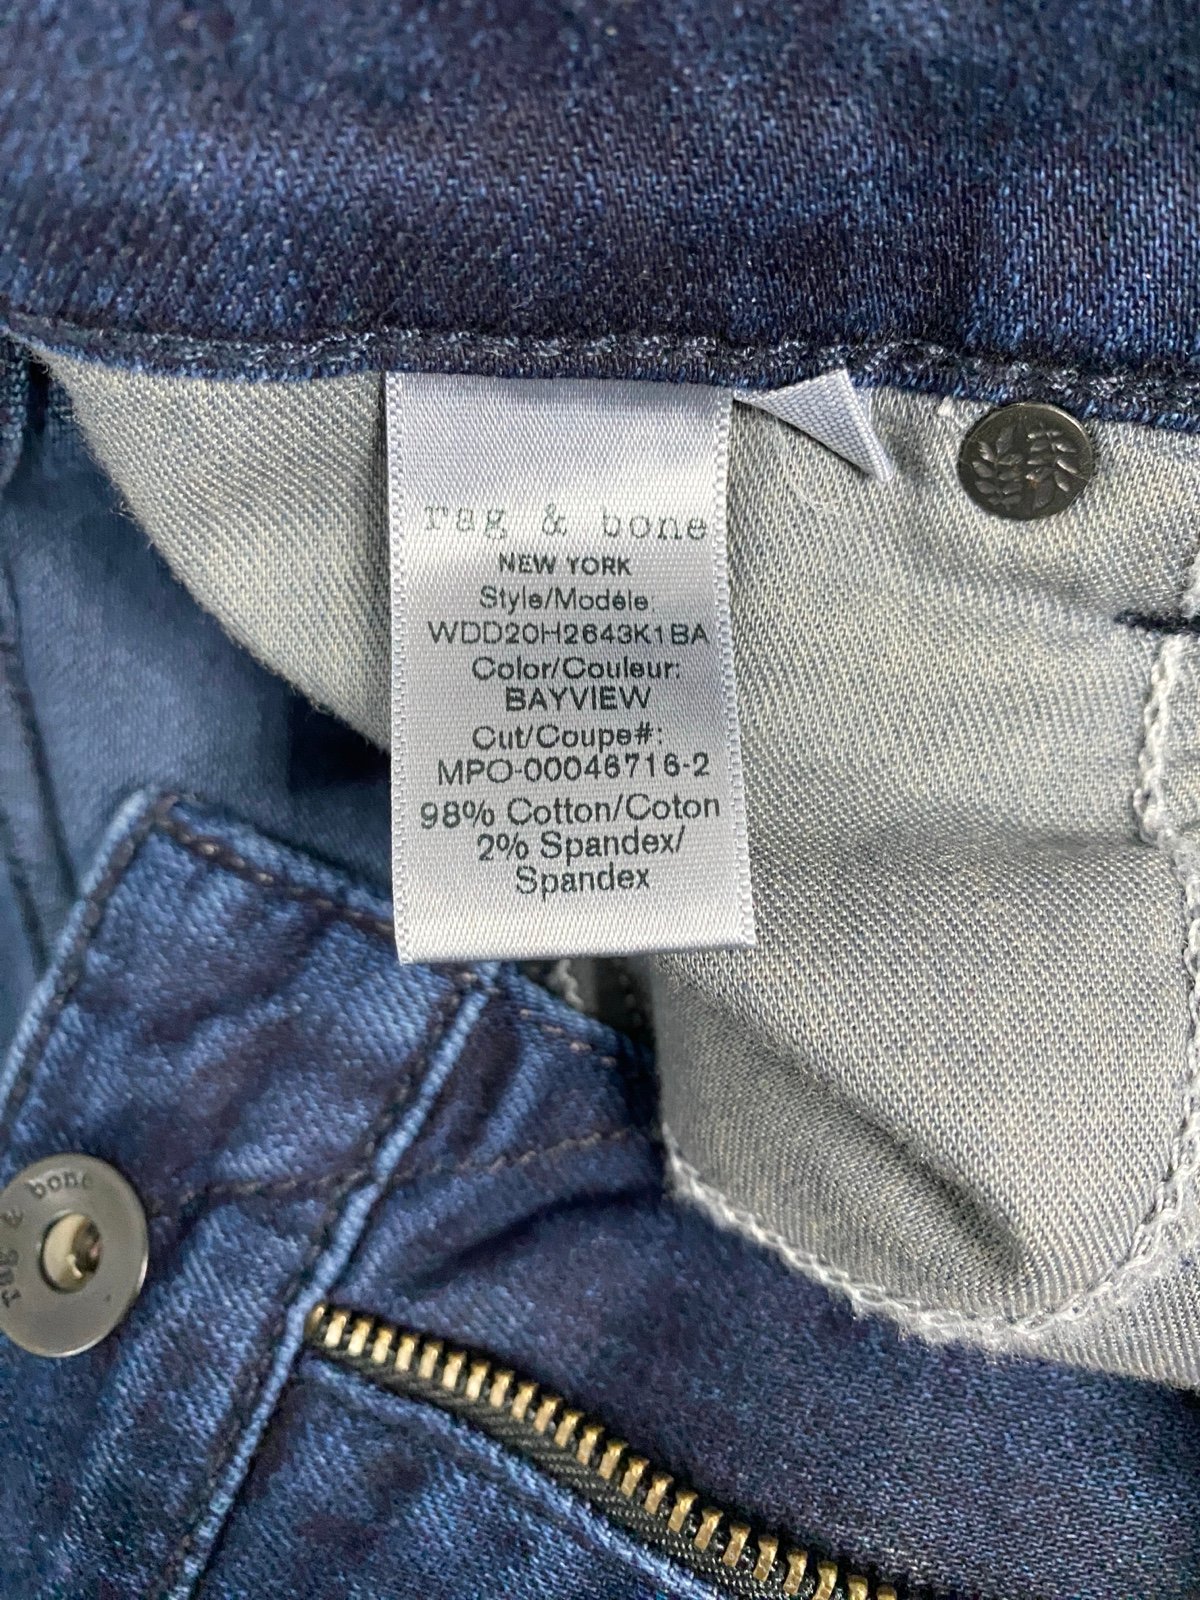 rag & bone
NEW YORK
Style/Modéle
WDD20H2643K1BA
Color/Couleur:
BAYVIEW
Cut/Coupe#:
MPO-00046716-2
98% Cotton/Coton
2% Spandex/
Spandex
rag & bone